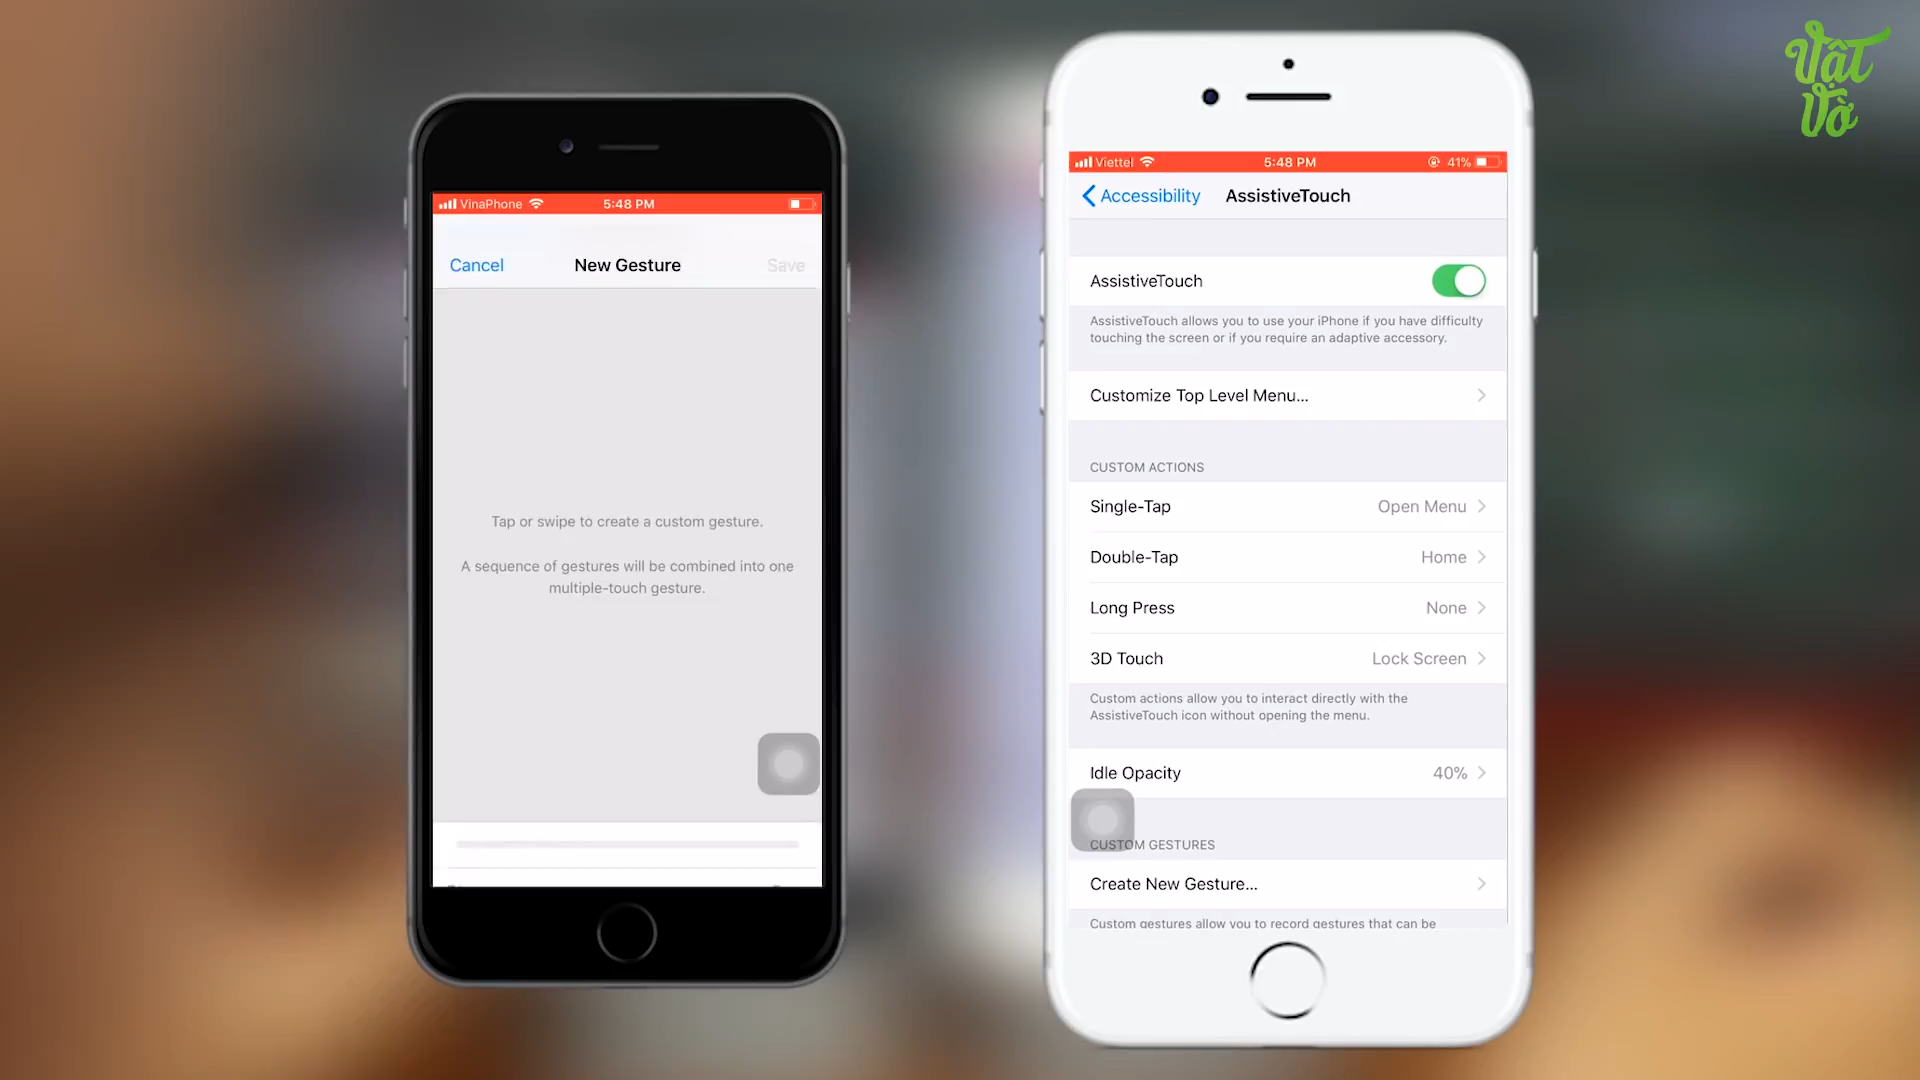 Vật
Vờ
VinaPhone
5:48 PM
Cancel
New Gesture
Save
Tap or swipe to create a custom gesture.
A sequence of gestures will be combined into one
multiple-touch gesture.
Viettel
5:48 PM
41%
Accessibility
AssistiveTouch
AssistiveTouch
AssistiveTouch allows you to use your iPhone if you have difficulty
touching the screen or if you require an adaptive accessory.
Customize Top Level Menu...
CUSTOM ACTIONS
Single-Tap
Open Menu
Double-Tap
Home
Long Press
None
3D Touch
Lock Screen
Custom actions allow you to interact directly with the
AssistiveTouch icon without opening the menu.
Idle Opacity
40%
CUSTOM GESTURES
Create New Gesture...
Custom gestures allow you to record gestures that can be